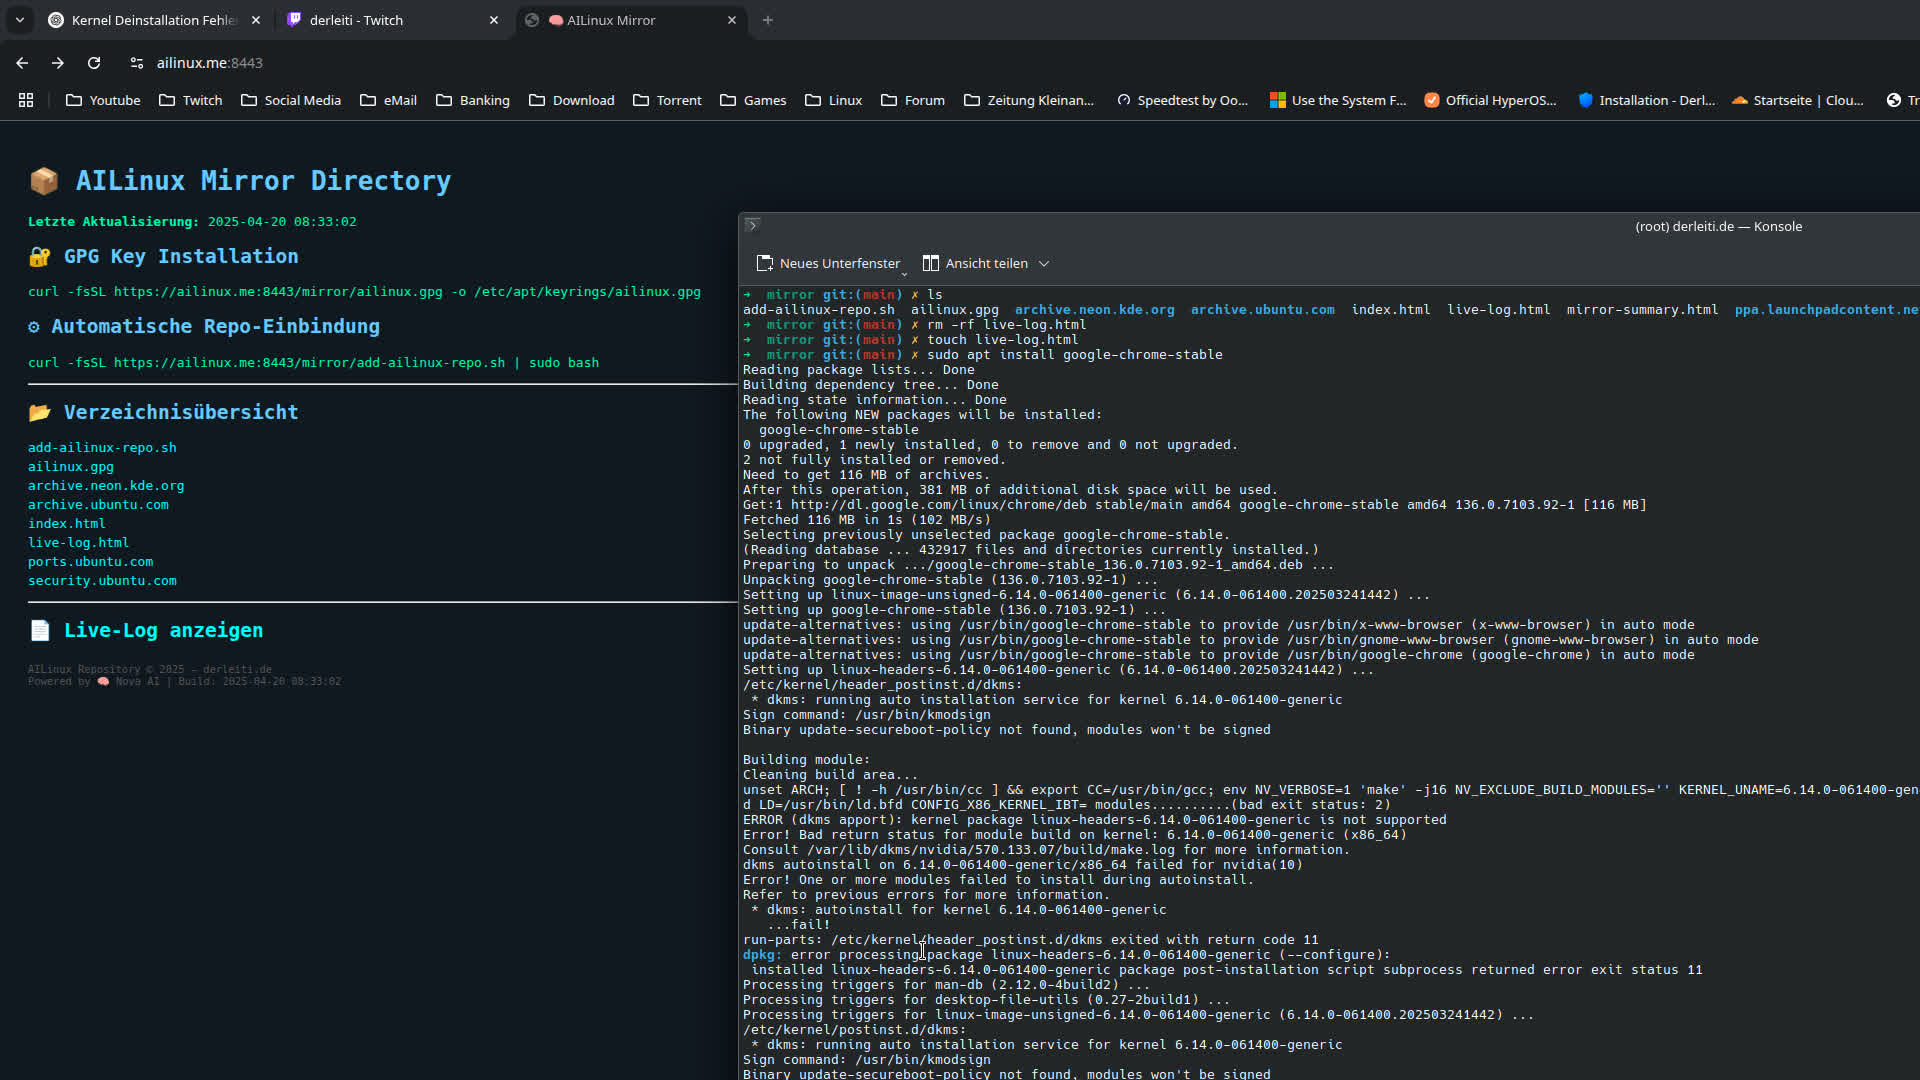 Kernel Deinstallation Fehle
derleiti - Twitch
AILinux Mirror
ailinux.me:8443
Youtube
Twitch
Social Media
eMail
Banking
Download
Torrent
Games
Linux
Forum
Zeitung Kleinan...
Speedtest by Oo...
Use the System F...
Official HyperOS...
Installation - Derl...
Startseite | Clou...
Tr
AILinux Mirror Directory
Letzte Aktualisierung: 2025-04-20 08:33:02
GPG Key Installation
curl -fsSL https://ailinux.me:8443/mirror/ailinux.gpg -o /etc/apt/keyrings/ailinux.gpg
Automatische Repo-Einbindung
curl -fsSL https://ailinux.me:8443/mirror/add-ailinux-repo.sh | sudo bash
Verzeichnisübersicht
add-ailinux-repo.sh
ailinux.gpg
archive.neon.kde.org
archive.ubuntu.com
index.html
live-log.html
ports.ubuntu.com
security.ubuntu.com
Live-Log anzeigen
AILinux Repository © 2025 — derleiti.de
Powered by 🧠 Nova AI | Build: 2025-04-20 08:33:02
(root) derleiti.de — Konsole
Neues Unterfenster
Ansicht teilen
➜  mirror git:(main) ✗ ls
add-ailinux-repo.sh  ailinux.gpg  archive.neon.kde.org  archive.ubuntu.com  index.html  live-log.html  mirror-summary.html  ppa.launchpadcontent.ne
➜  mirror git:(main) ✗ rm -rf live-log.html
➜  mirror git:(main) ✗ touch live-log.html
➜  mirror git:(main) ✗ sudo apt install google-chrome-stable
Reading package lists... Done
Building dependency tree... Done
Reading state information... Done
The following NEW packages will be installed:
  google-chrome-stable
0 upgraded, 1 newly installed, 0 to remove and 0 not upgraded.
2 not fully installed or removed.
Need to get 116 MB of archives.
After this operation, 381 MB of additional disk space will be used.
Get:1 http://dl.google.com/linux/chrome/deb stable/main amd64 google-chrome-stable amd64 136.0.7103.92-1 [116 MB]
Fetched 116 MB in 1s (102 MB/s)
Selecting previously unselected package google-chrome-stable.
(Reading database ... 432917 files and directories currently installed.)
Preparing to unpack .../google-chrome-stable_136.0.7103.92-1_amd64.deb ...
Unpacking google-chrome-stable (136.0.7103.92-1) ...
Setting up linux-image-unsigned-6.14.0-061400-generic (6.14.0-061400.202503241442) ...
Setting up google-chrome-stable (136.0.7103.92-1) ...
update-alternatives: using /usr/bin/google-chrome-stable to provide /usr/bin/x-www-browser (x-www-browser) in auto mode
update-alternatives: using /usr/bin/google-chrome-stable to provide /usr/bin/gnome-www-browser (gnome-www-browser) in auto mode
update-alternatives: using /usr/bin/google-chrome-stable to provide /usr/bin/google-chrome (google-chrome) in auto mode
Setting up linux-headers-6.14.0-061400-generic (6.14.0-061400.202503241442) ...
/etc/kernel/header_postinst.d/dkms:
 * dkms: running auto installation service for kernel 6.14.0-061400-generic
Sign command: /usr/bin/kmodsign
Binary update-secureboot-policy not found, modules won't be signed
Building module:
Cleaning build area...
unset ARCH; [ ! -h /usr/bin/cc ] && export CC=/usr/bin/gcc; env NV_VERBOSE=1 'make' -j16 NV_EXCLUDE_BUILD_MODULES='' KERNEL_UNAME=6.14.0-061400-gen
d LD=/usr/bin/ld.bfd CONFIG_X86_KERNEL_IBT= modules..........(bad exit status: 2)
ERROR (dkms apport): kernel package linux-headers-6.14.0-061400-generic is not supported
Error! Bad return status for module build on kernel: 6.14.0-061400-generic (x86_64)
Consult /var/lib/dkms/nvidia/570.133.07/build/make.log for more information.
dkms autoinstall on 6.14.0-061400-generic/x86_64 failed for nvidia(10)
Error! One or more modules failed to install during autoinstall.
Refer to previous errors for more information.
 * dkms: autoinstall for kernel 6.14.0-061400-generic
   ...fail!
run-parts: /etc/kernel/header_postinst.d/dkms exited with return code 11
dpkg: error processing package linux-headers-6.14.0-061400-generic (--configure):
 installed linux-headers-6.14.0-061400-generic package post-installation script subprocess returned error exit status 11
Processing triggers for man-db (2.12.0-4build2) ...
Processing triggers for desktop-file-utils (0.27-2build1) ...
Processing triggers for linux-image-unsigned-6.14.0-061400-generic (6.14.0-061400.202503241442) ...
/etc/kernel/postinst.d/dkms:
 * dkms: running auto installation service for kernel 6.14.0-061400-generic
Sign command: /usr/bin/kmodsign
Binary update-secureboot-policy not found, modules won't be signed